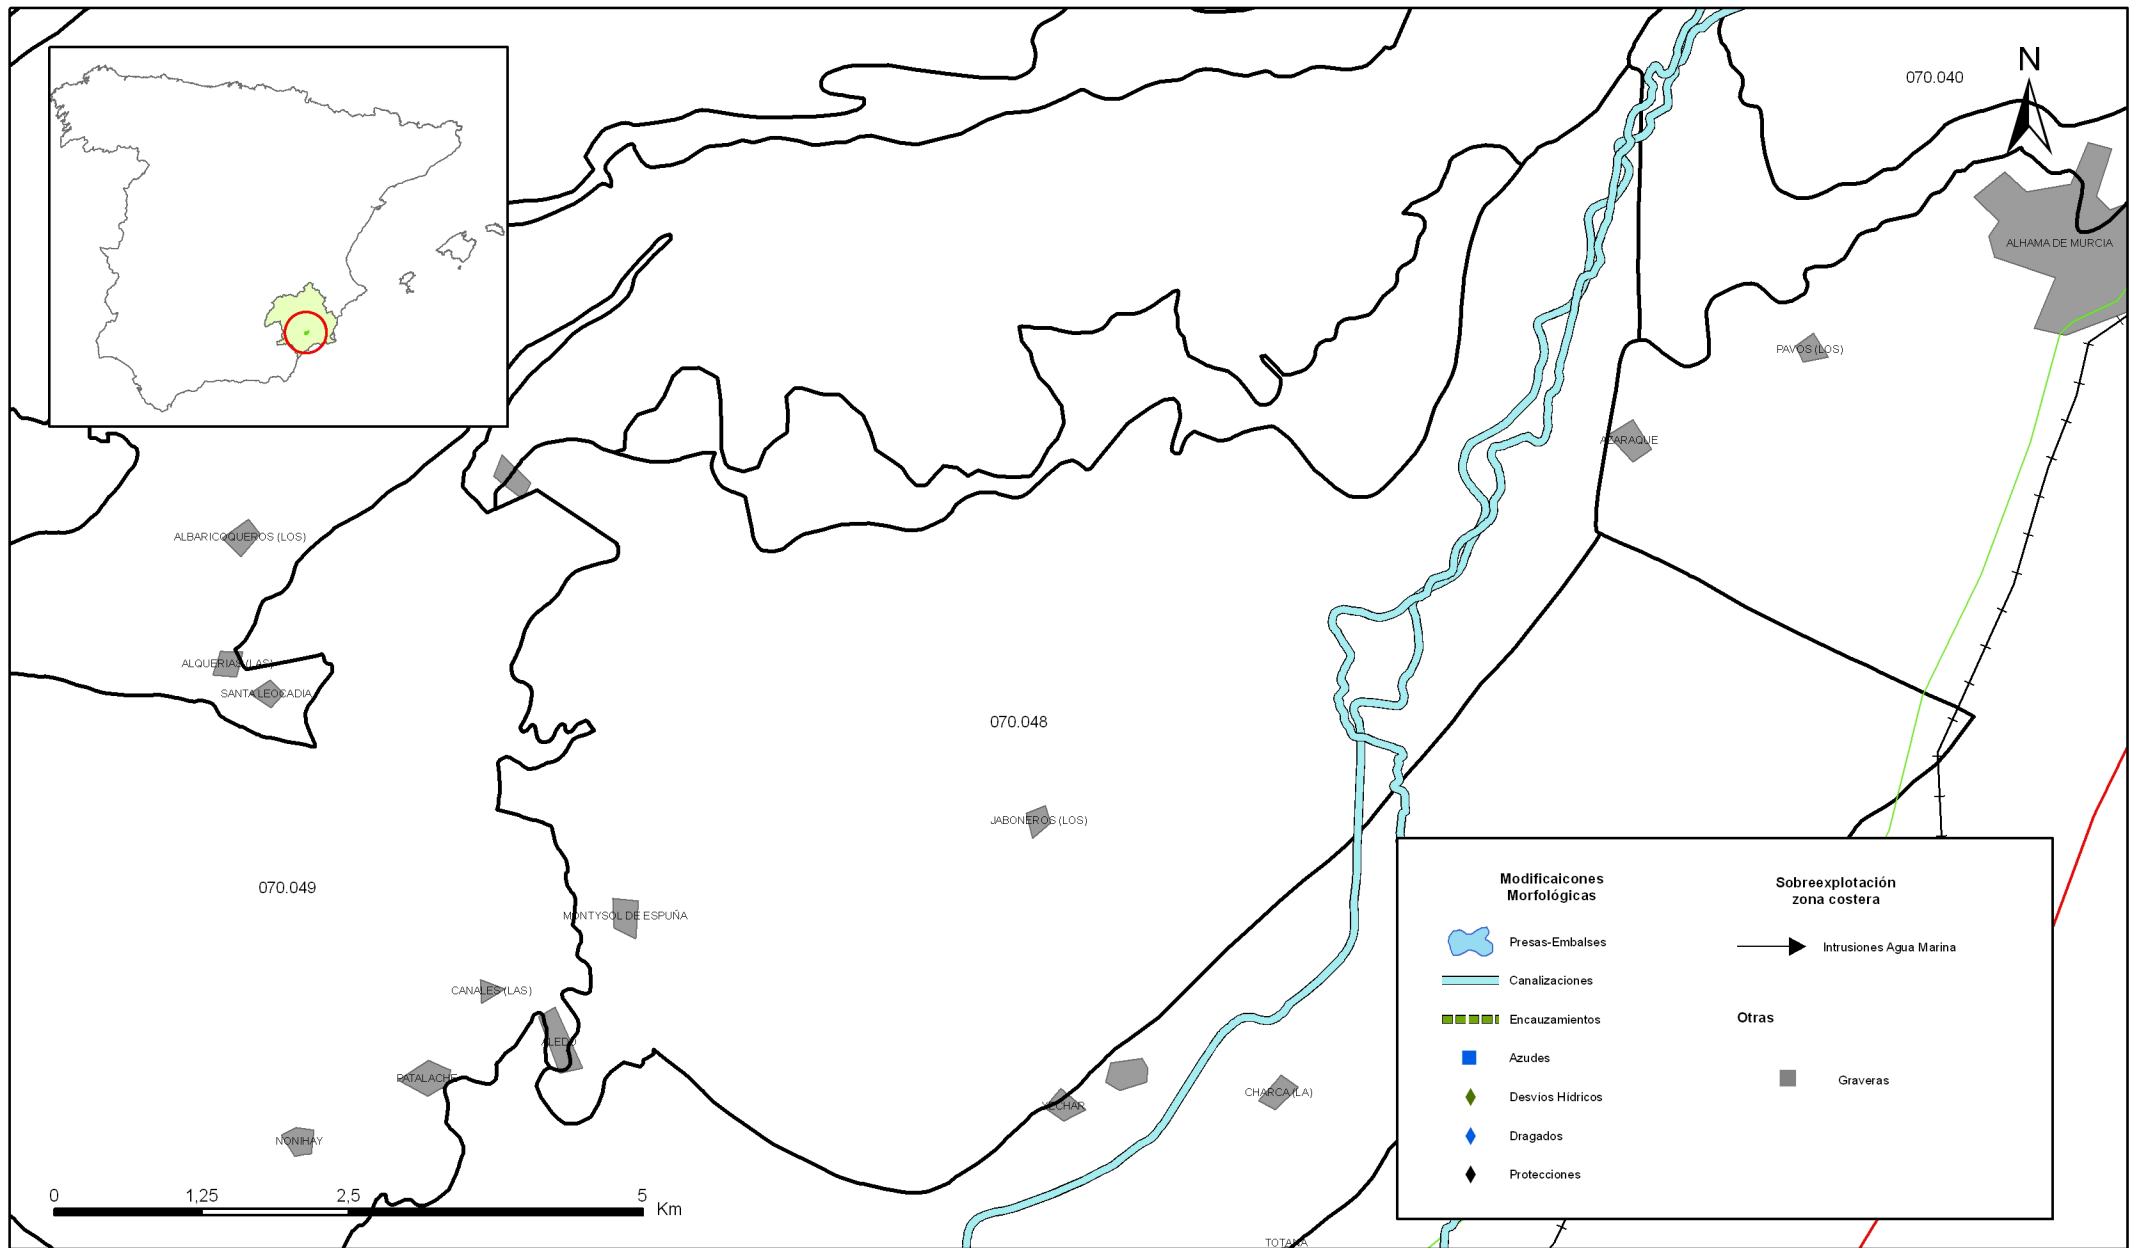 N
070.040
ALHAMA DE MURCIA
PAVOS (LOS)
AZARAQUE
ALBARICOQUEROS (LOS)
ALQUERIAS (LAS)
SANTA LEOCADIA
070.048
JABONEROS (LOS)
070.049
MONTYSOL DE ESPUÑA
CANALES (LAS)
ALEDO
PATALACHE
NONIHAY
YECHAR
CHARCA (LA)
TOTANA
0 1,25 2,5 5
Km
Modificaicones
Morfológicas
Presas-Embalses
Canalizaciones
Encauzamientos
Azudes
Desvíos Hídricos
Dragados
Protecciones
Sobreexplotación
zona costera
Intrusiones Agua Marina
Otras
Graveras